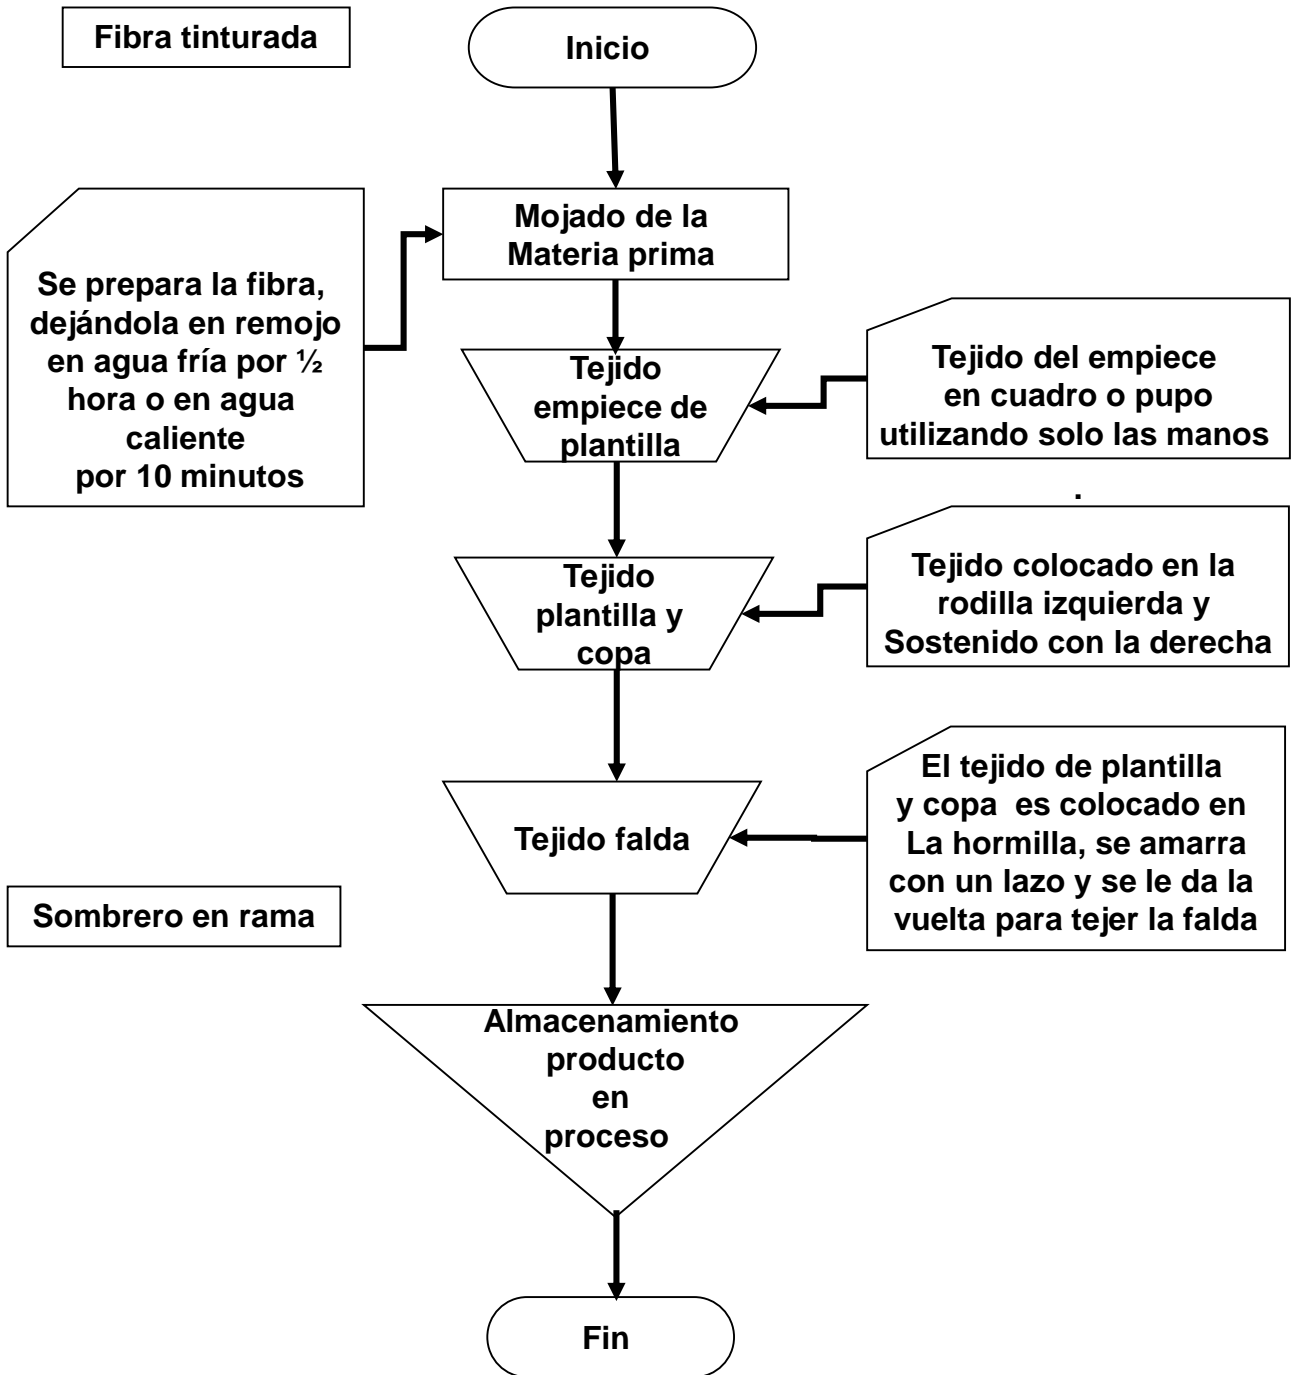 Fibra tinturada
Inicio
Mojado de la
Materia prima
Se prepara la fibra,
dejándola en remojo
en agua fría por ½
hora o en agua
caliente
por 10 minutos
Tejido
empiece de
plantilla
Tejido del empiece
en cuadro o pupo
utilizando solo las manos
.
Tejido
plantilla y
copa
Tejido colocado en la
rodilla izquierda y
Sostenido con la derecha
Tejido falda
El tejido de plantilla
y copa es colocado en
La hormilla, se amarra
con un lazo y se le da la
vuelta para tejer la falda
Sombrero en rama
Almacenamiento
producto
en
proceso
Fin